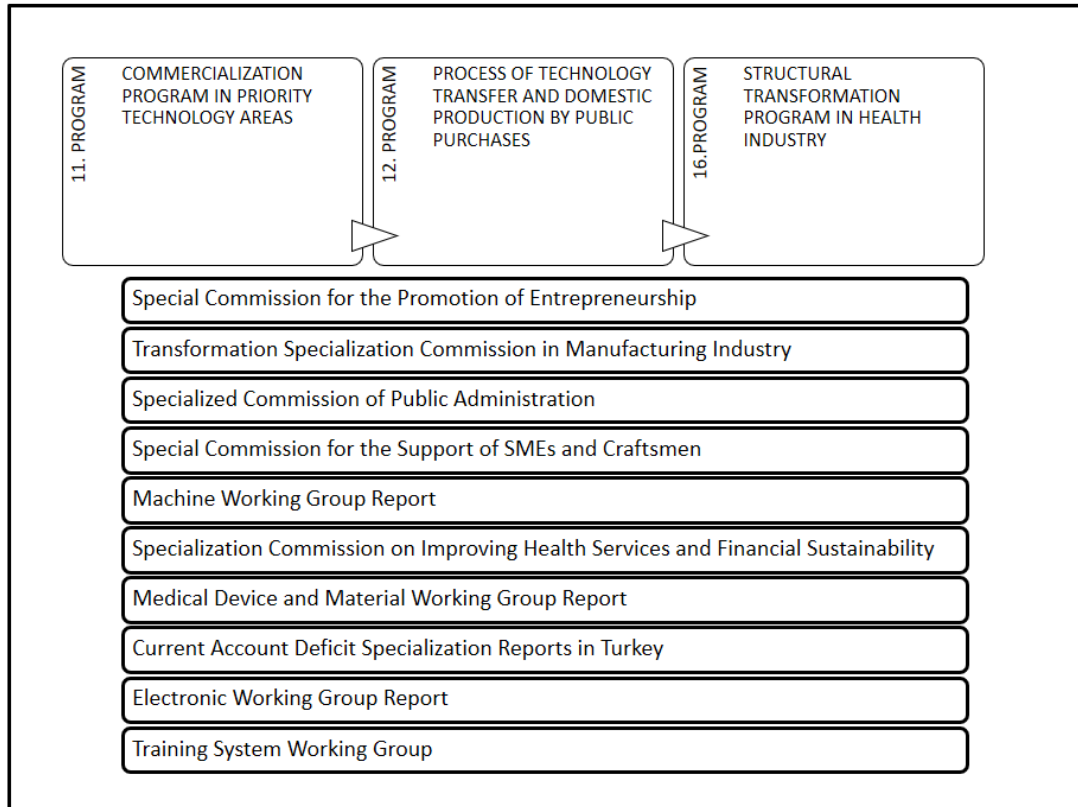 11. PROGRAM
COMMERCIALIZATION
PROGRAM IN PRIORITY
TECHNOLOGY AREAS
12. PROGRAM
PROCESS OF TECHNOLOGY
TRANSFER AND DOMESTIC
PRODUCTION BY PUBLIC
PURCHASES
16.PROGRAM
STRUCTURAL
TRANSFORMATION
PROGRAM IN HEALTH
INDUSTRY
Special Commission for the Promotion of Entrepreneurship
Transformation Specialization Commission in Manufacturing Industry
Specialized Commission of Public Administration
Special Commission for the Support of SMEs and Craftsmen
Machine Working Group Report
Specialization Commission on Improving Health Services and Financial Sustainability
Medical Device and Material Working Group Report
Current Account Deficit Specialization Reports in Turkey
Electronic Working Group Report
Training System Working Group